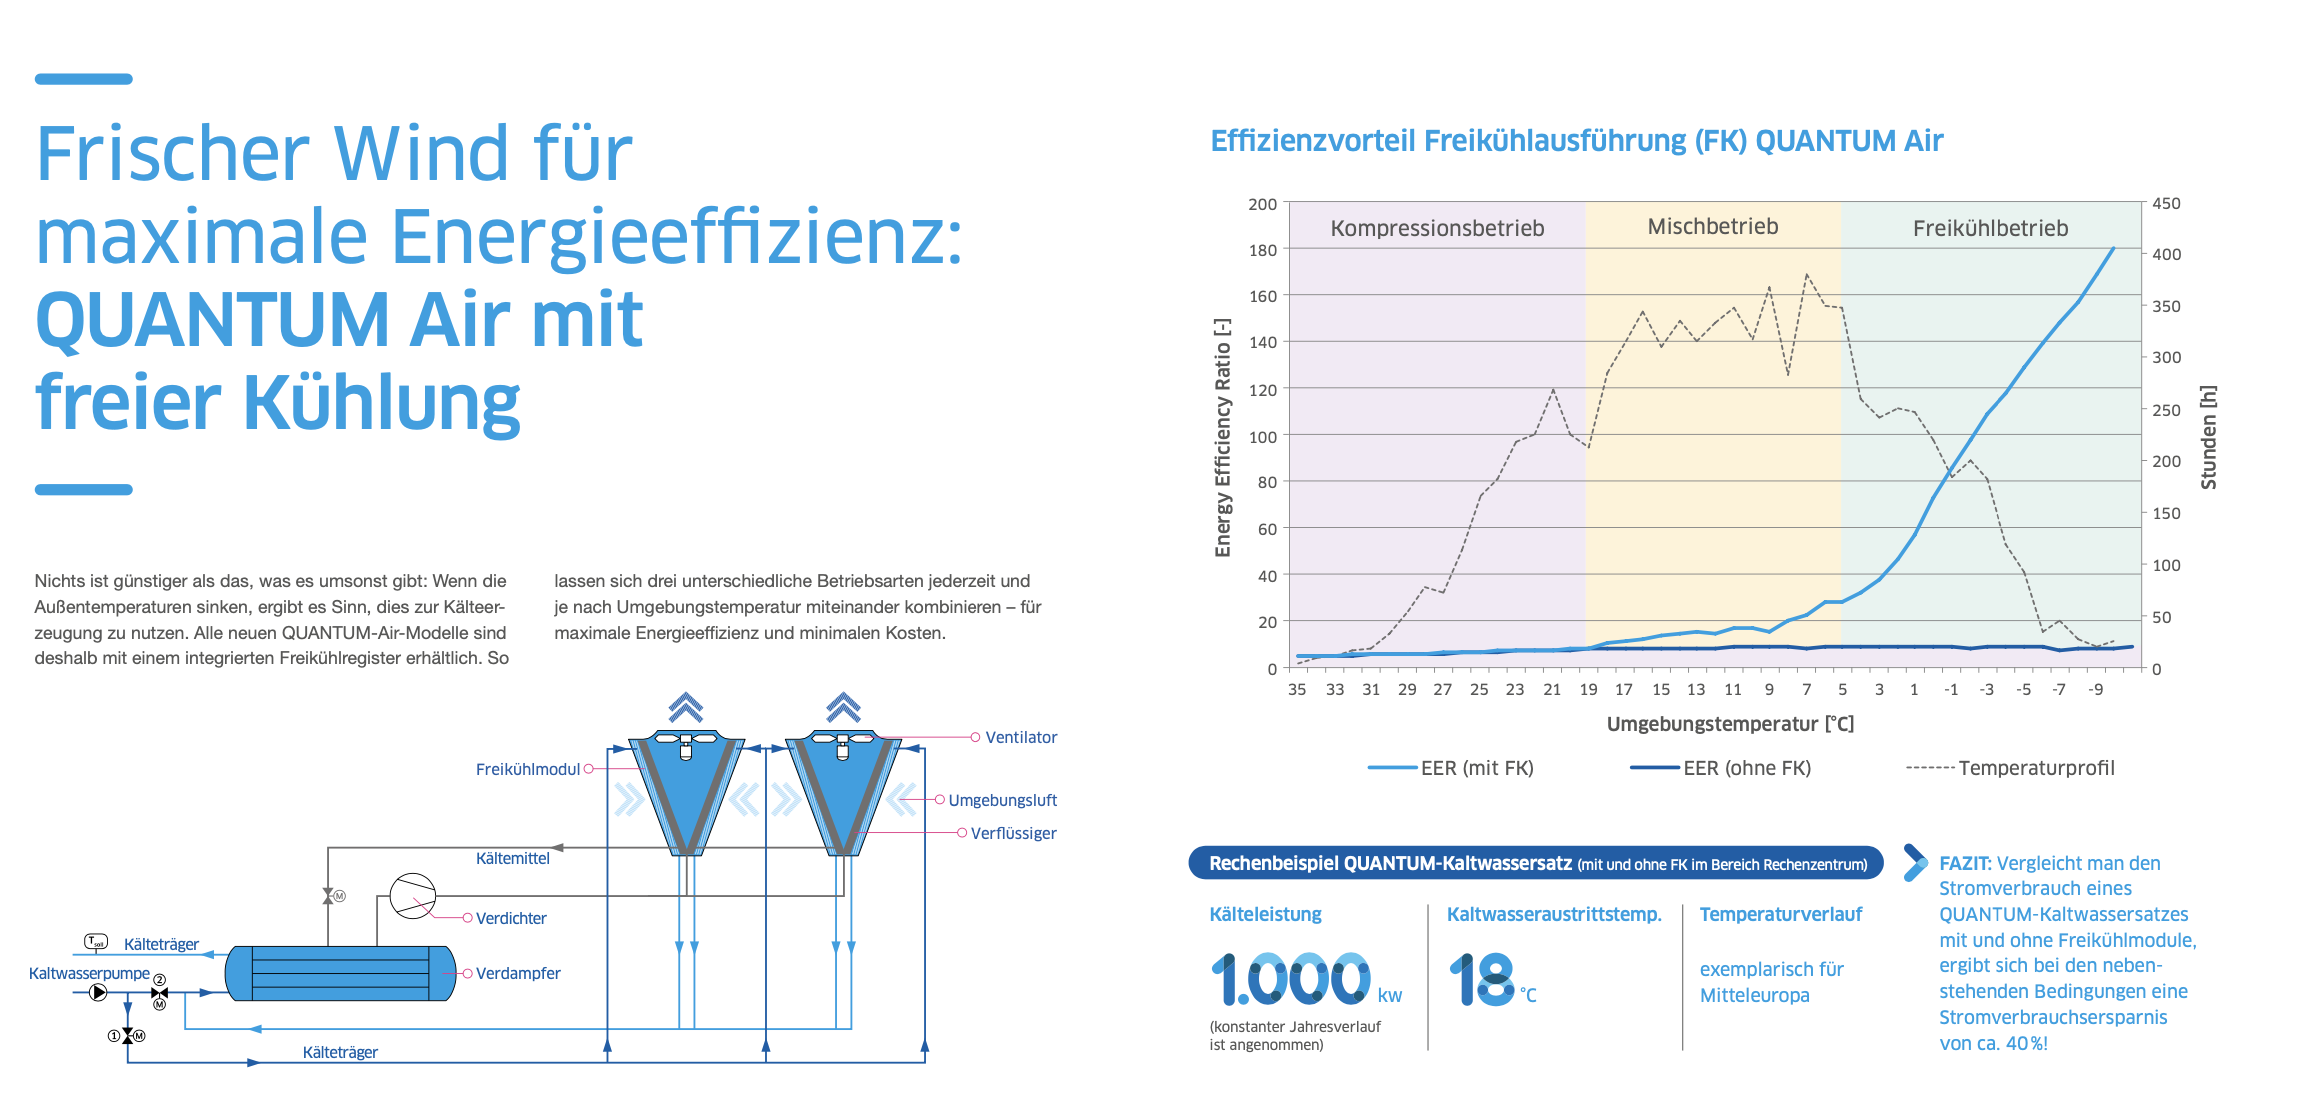 Frischer Wind für
maximale Energieeffizienz:
QUANTUM Air mit
freier Kühlung
Nichts ist günstiger als das, was es umsonst gibt: Wenn die
Außentemperaturen sinken, ergibt es Sinn, dies zur Kälteer-
zeugung zu nutzen. Alle neuen QUANTUM-Air-Modelle sind
deshalb mit einem integrierten Freikühlregister erhältlich. So
lassen sich drei unterschiedliche Betriebsarten jederzeit und
je nach Umgebungstemperatur miteinander kombinieren – für
maximale Energieeffizienz und minimalen Kosten.
Ventilator
Freikühlmodul
Umgebungsluft
Verflüssiger
Kältemittel
M
Verdichter
Tsoll
Kälteträger
Kaltwasserpumpe
2
M
Verdampfer
1
M
Kälteträger
Effizienzvorteil Freikühlausführung (FK) QUANTUM Air
Kompressionsbetrieb
Mischbetrieb
Freikühlbetrieb
Energy Efficiency Ratio [-]
200
180
160
140
120
100
80
60
40
20
0
450
400
350
300
250
200
150
100
50
0
Stunden [h]
35 33 31 29 27 25 23 21 19 17 15 13 11 9 7 5 3 1 -1 -3 -5 -7 -9
Umgebungstemperatur [°C]
EER (mit FK)
EER (ohne FK)
Temperaturprofil
Rechenbeispiel QUANTUM-Kaltwassersatz (mit und ohne FK im Bereich Rechenzentrum)
Kälteleistung
1.000 kw
(konstanter Jahresverlauf
ist angenommen)
Kaltwasseraustrittstemp.
18 °C
Temperaturverlauf
exemplarisch für
Mitteleuropa
FAZIT: Vergleicht man den
Stromverbrauch eines
QUANTUM-Kaltwassersatzes
mit und ohne Freikühlmodule,
ergibt sich bei den neben-
stehenden Bedingungen eine
Stromverbrauchsersparnis
von ca. 40 %!